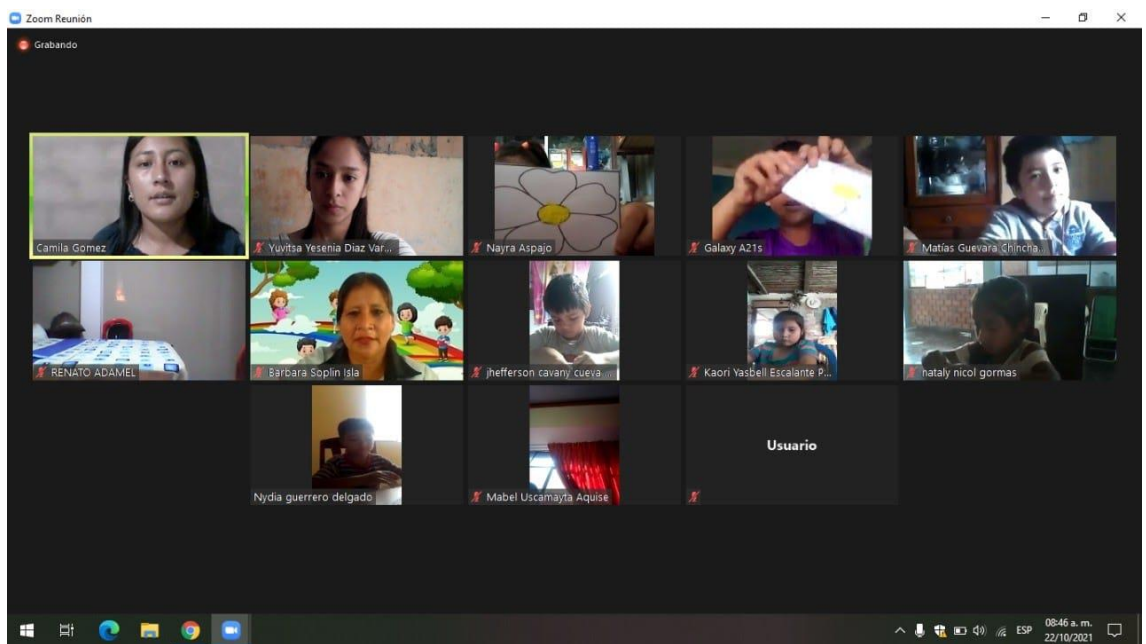 Zoom Reunión
Grabando
Camila Gomez
Yuvitsa Yesenia Diaz Var...
Nayra Aspajo
Galaxy A21s
Matías Guevara Chincha...
RENATO ADAMEL
Barbara Soplin Isla
jhefferson cavany cueva ...
Kaori Yasbell Escalante P...
nataly nicol gormas
Nydia guerrero delgado
Mabel Uscamayta Aquise
Usuario
ESP
08:46 a. m.
22/10/2021